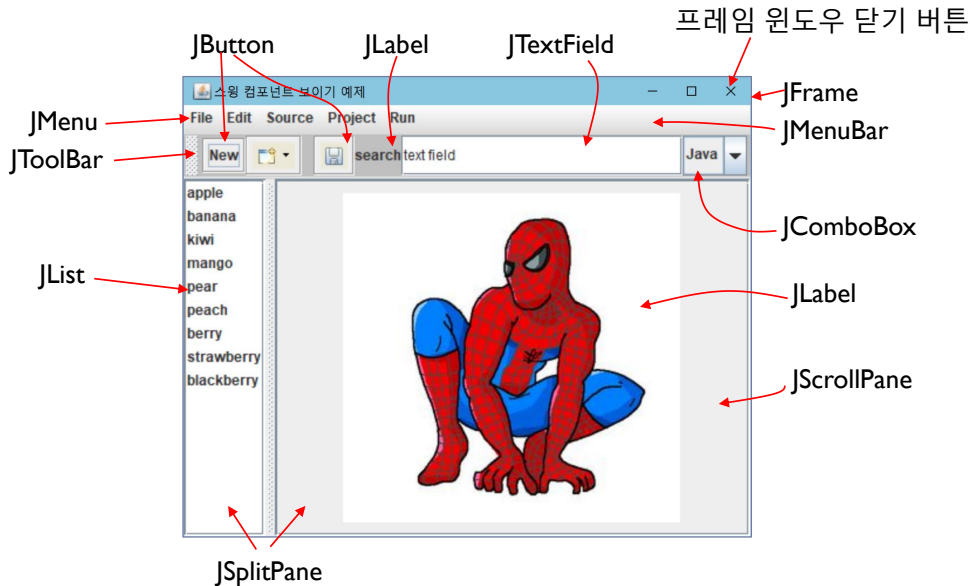 프레임 윈도우 닫기 버튼
JButton
JLabel
JTextField
스윙 컴포넌트 보이기 예제
JFrame
JMenu
File Edit Source Project Run
JMenuBar
JToolBar
New
search text field
Java
apple
banana
kiwi
mango
pear
peach
berry
strawberry
blackberry
JList
JComboBox
JLabel
JScrollPane
JSplitPane